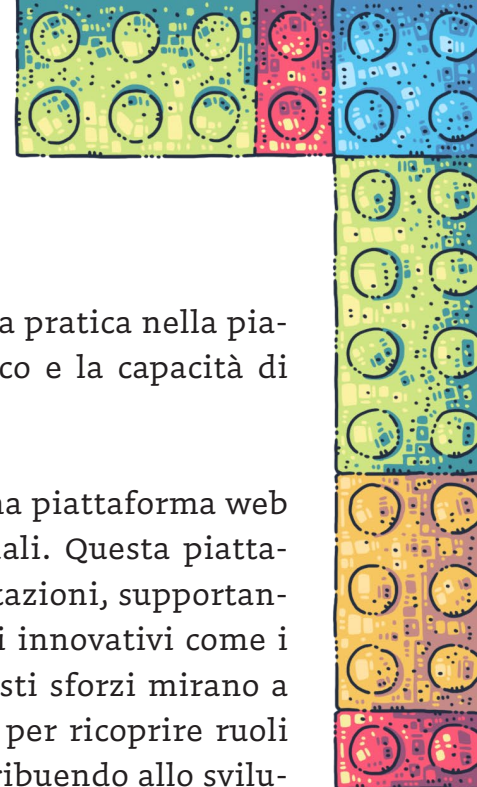 a pratica nella pia-
co e la capacità di
na piattaforma web
ali. Questa piatta-
tazioni, supportan-
i innovativi come i
sti sforzi mirano a
per ricoprire ruoli
ribuendo allo svilu-